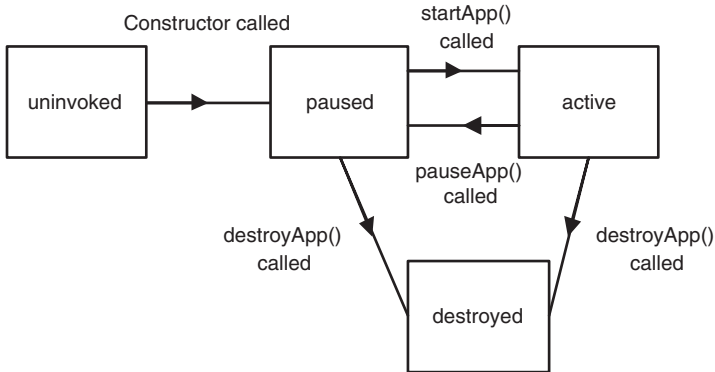 Constructor called
startApp()
called
uninvoked
paused
active
pauseApp()
called
destroyApp()
called
destroyApp()
called
destroyed